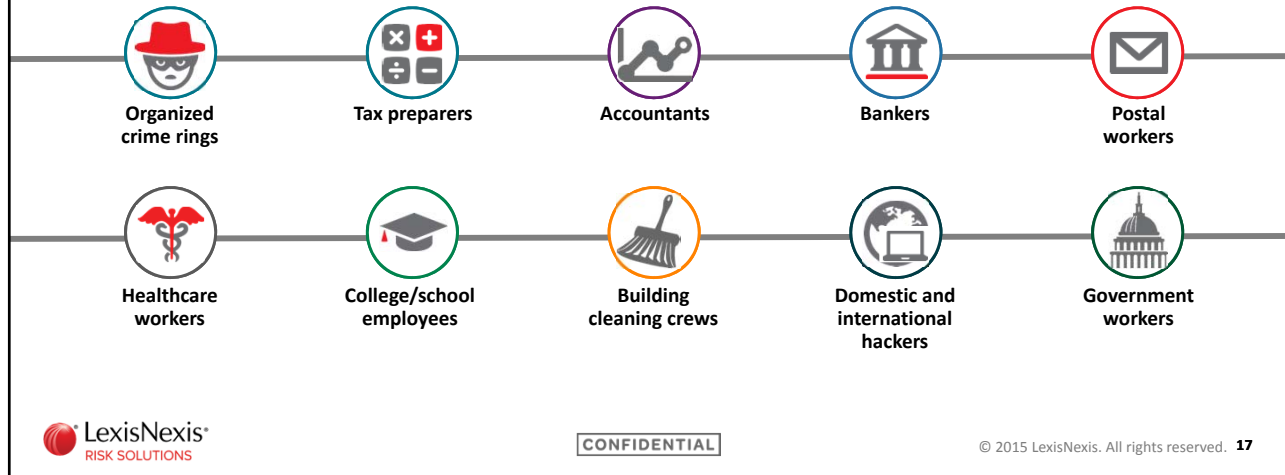 Organized
crime rings
Tax preparers
Accountants
Bankers
Postal
workers
Healthcare
workers
College/school
employees
Building
cleaning crews
Domestic and
international
hackers
Government
workers
LexisNexis®
RISK SOLUTIONS
CONFIDENTIAL
© 2015 LexisNexis. All rights reserved. 17